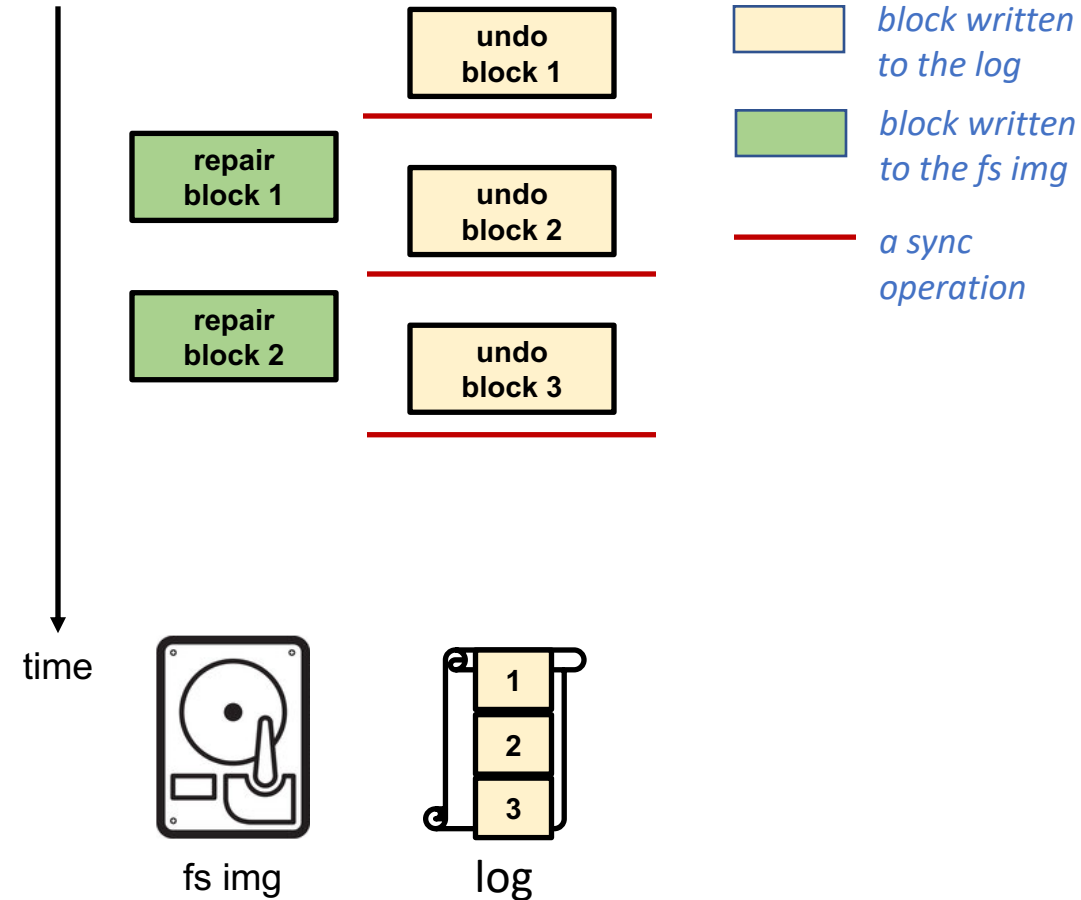 undo
block 1
block written
to the log
repair
block 1
undo
block 2
block written
to the fs img
a sync
operation
repair
block 2
undo
block 3
time
1
2
3
fs img
log